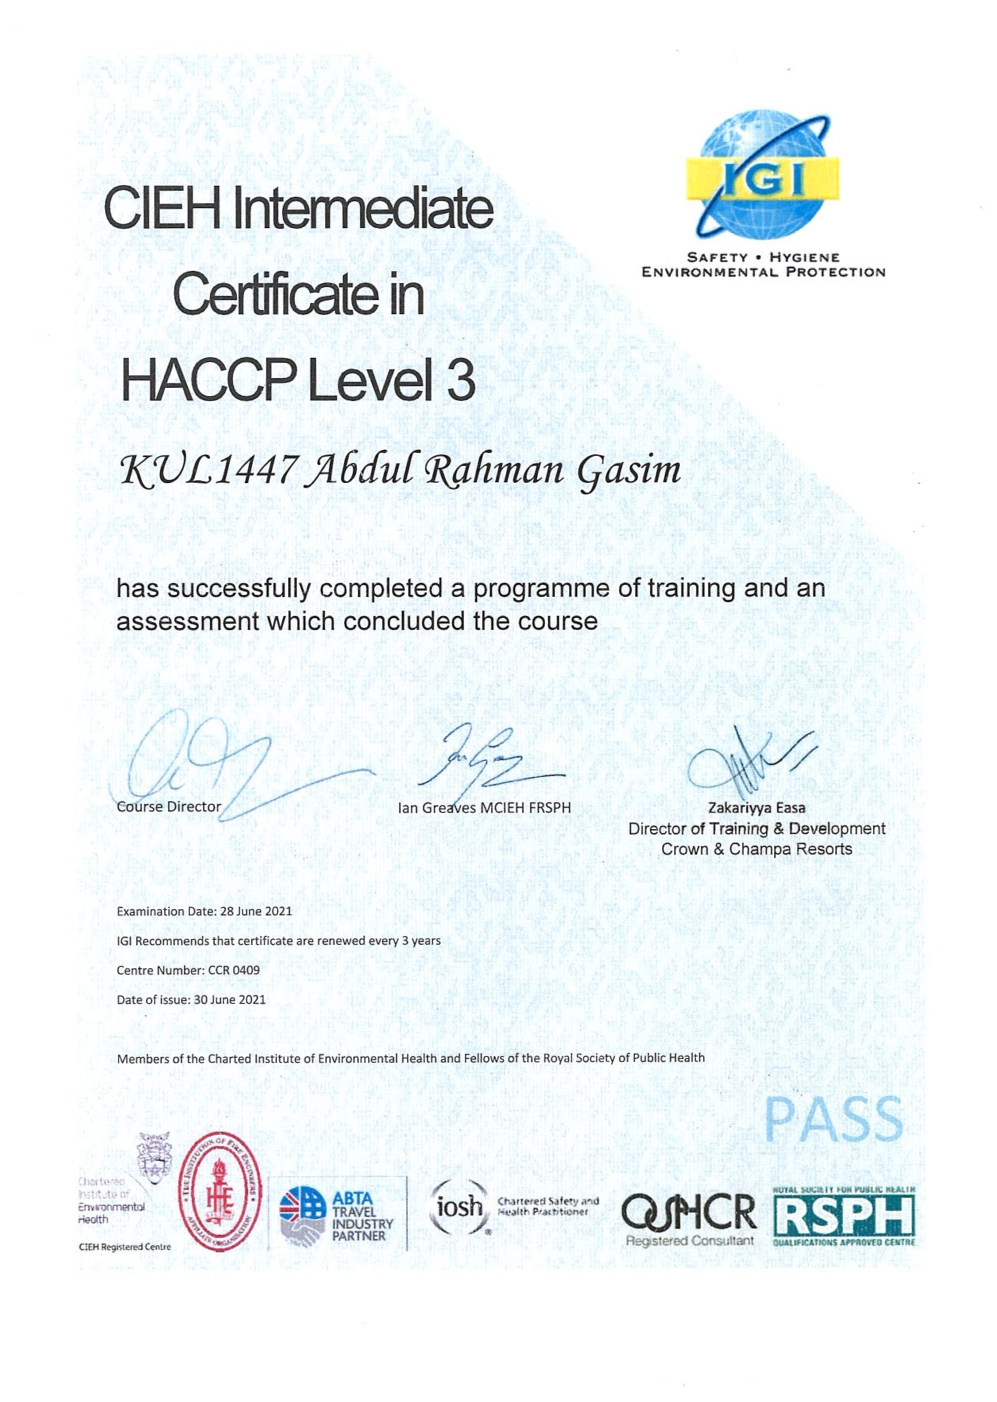 IGI
SAFETY • HYGIENE
ENVIRONMENTAL PROTECTION
CIEH Intermediate
Certificate in
HACCP Level 3
KUL1447 Abdul Rahman Gasim
has successfully completed a programme of training and an
assessment which concluded the course
Course Director
Ian Greaves MCIEH FRSPH
Zakariyya Easa
Director of Training & Development
Crown & Champa Resorts
Examination Date: 28 June 2021
IGI Recommends that certificate are renewed every 3 years
Centre Number: CCR 0409
Date of issue: 30 June 2021
Members of the Charted Institute of Environmental Health and Fellows of the Royal Society of Public Health
PASS
Chartered
Institute of
Environmental
Health
CIEH Registered Centre
THE INSTITUTION OF FIRE ENGINEERS
AFFILIATE ORGANISATION
ABTA
TRAVEL
INDUSTRY
PARTNER
iosh
Chartered Safety and
Health Practitioner
OSHCR
Registered Consultant
ROYAL SOCIETY FOR PUBLIC HEALTH
RSPH
QUALIFICATIONS APPROVED CENTRE